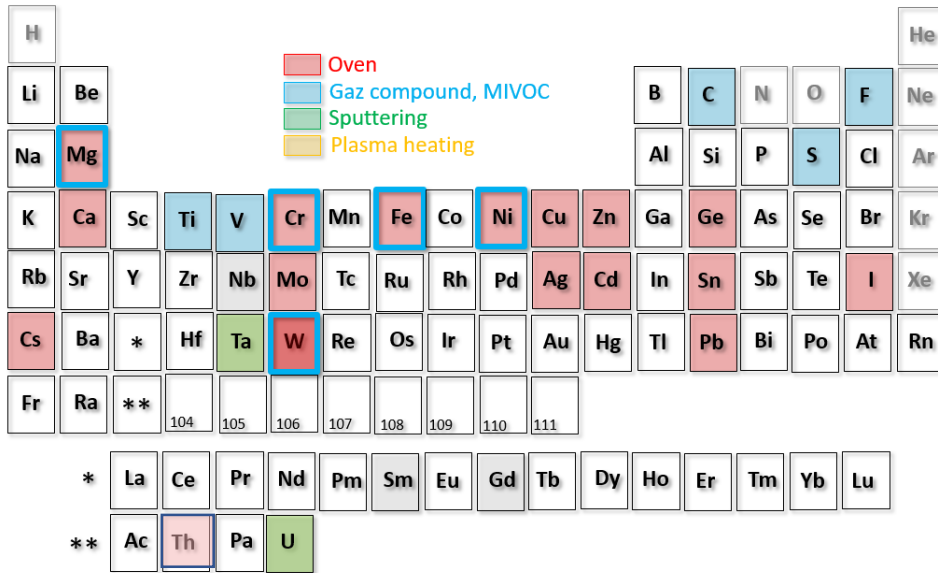 H He
Oven
Li Be Gaz compound, MIVOC B C N O F Ne
Sputtering
Na Mg Plasma heating Al Si P S Cl Ar
K Ca Sc Ti V Cr Mn Fe Co Ni Cu Zn Ga Ge As Se Br Kr
Rb Sr Y Zr Nb Mo Tc Ru Rh Pd Ag Cd In Sn Sb Te I Xe
Cs Ba * Hf Ta W Re Os Ir Pt Au Hg Tl Pb Bi Po At Rn
Fr Ra ** 104 105 106 107 108 109 110 111
* La Ce Pr Nd Pm Sm Eu Gd Tb Dy Ho Er Tm Yb Lu
** Ac Th Pa U